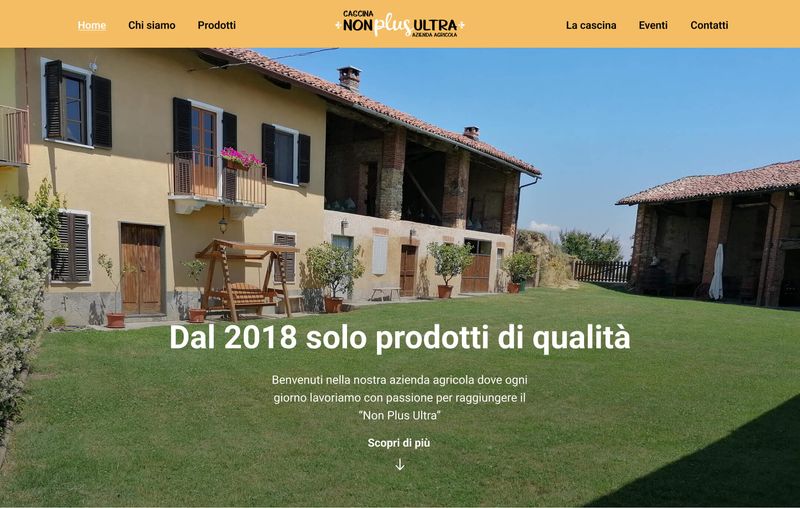 Home
Chi siamo
Prodotti
CASCINA
NON plus ULTRA
AZIENDA AGRICOLA
La cascina
Eventi
Contatti
Dal 2018 solo prodotti di qualità
Benvenuti nella nostra azienda agricola dove ogni
giorno lavoriamo con passione per raggiungere il
“Non Plus Ultra”
Scopri di più